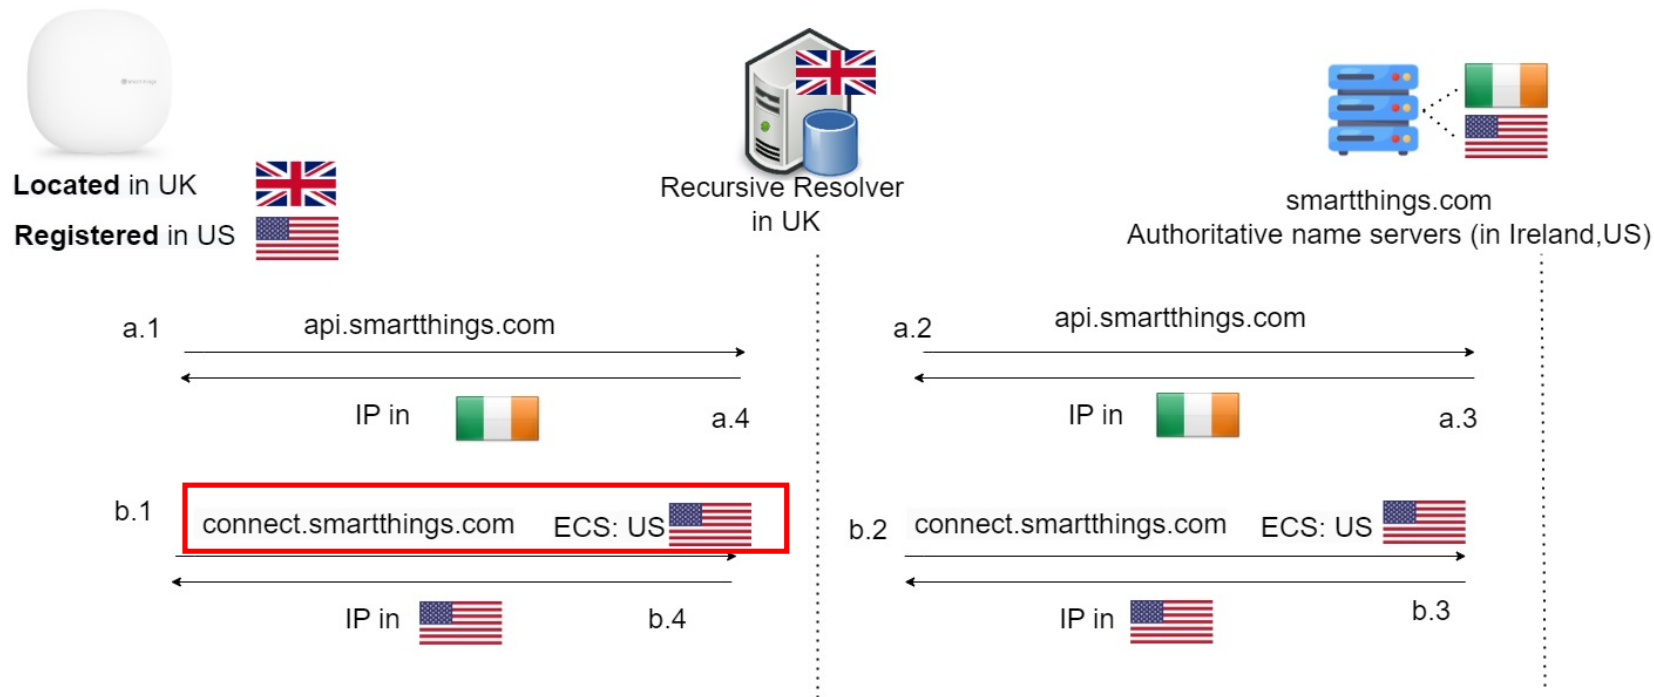 Located in UK
Registered in US
Recursive Resolver
in UK
smartthings.com
Authoritative name servers (in Ireland,US)
a.1 api.smartthings.com
a.2 api.smartthings.com
IP in a.4
IP in a.3
b.1 connect.smartthings.com ECS: US
b.2 connect.smartthings.com ECS: US
IP in b.4
IP in b.3